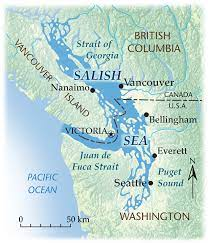 BRITISH
COLUMBIA
Strait of
Georgia
VANCOUVER
ISLAND
SALISH
Vancouver
Nanaimo
CANADA
U.S.A.
Bellingham
VICTORIA
SEA
Juan de
Fuca Strait
Everett
PACIFIC
OCEAN
Seattle
Puget
Sound
N
0 50 km
WASHINGTON